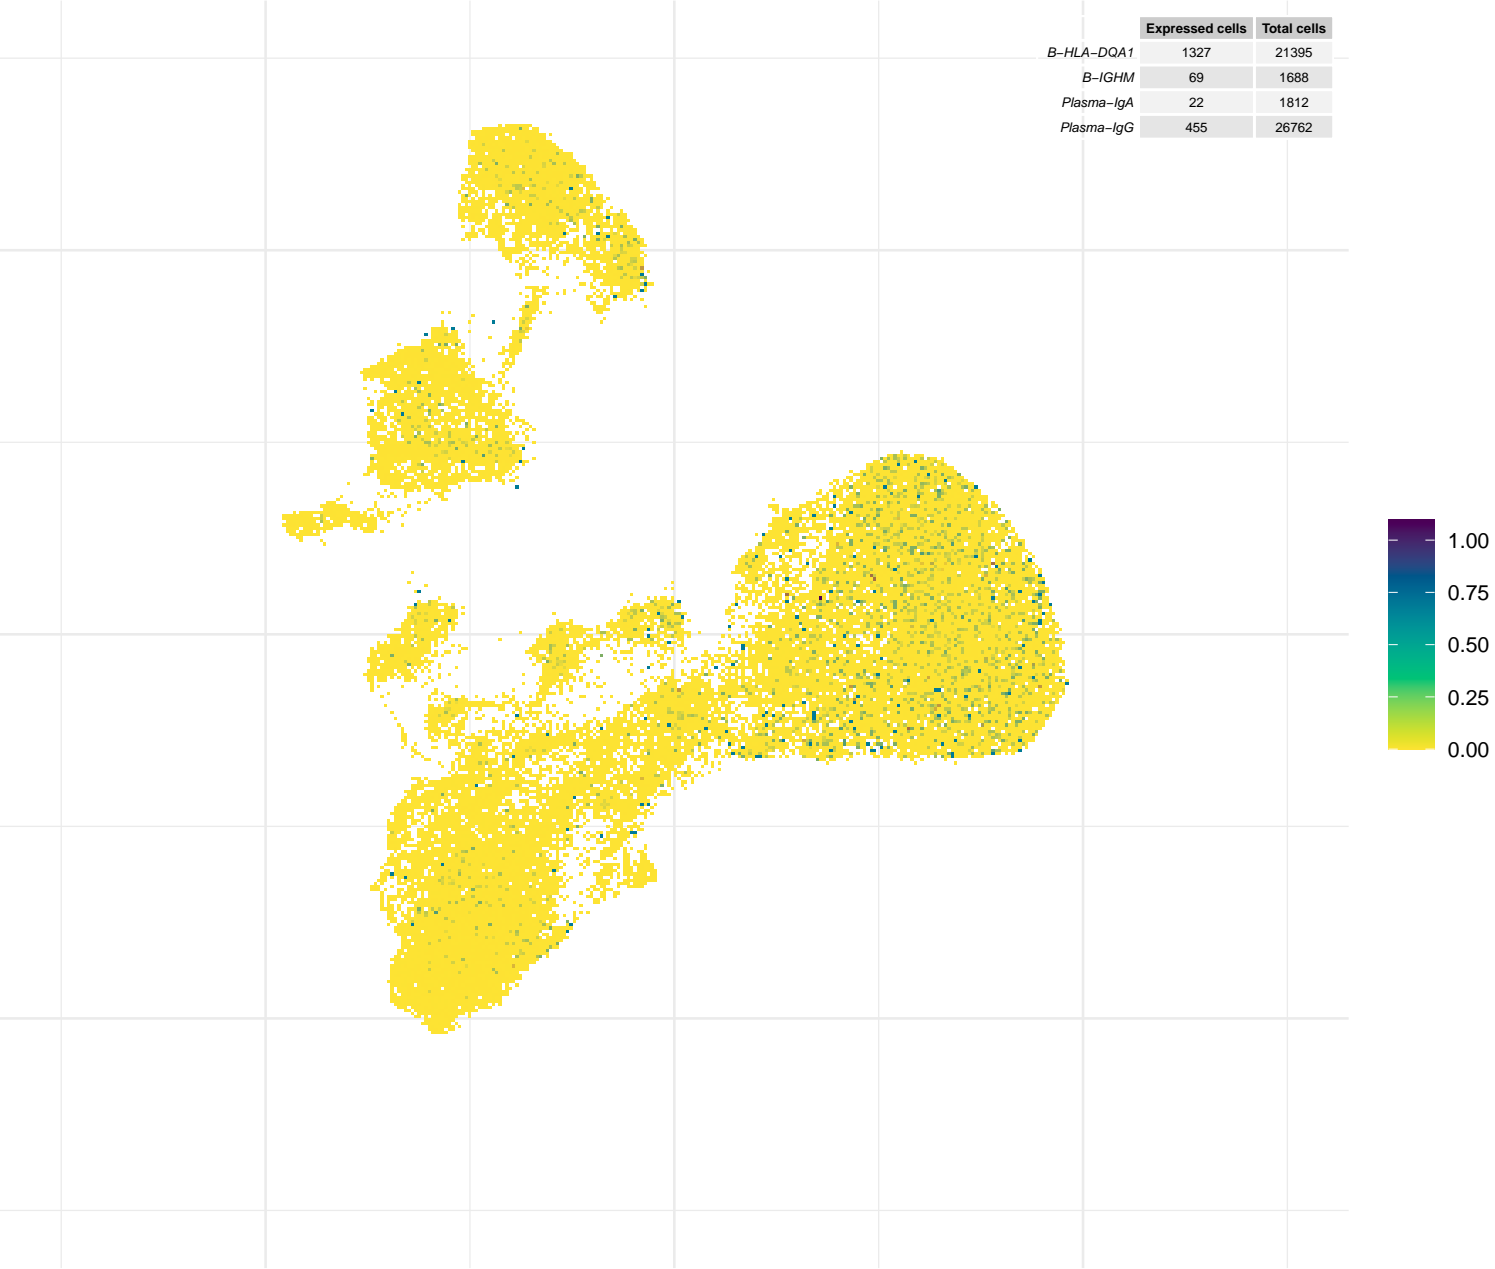 Expressed cells Total cells
B−HLA−DQA1 1327 21395
B−IGHM 69 1688
Plasma−IgA 22 1812
Plasma−IgG 455 26762
1.00
0.75
0.50
0.25
0.00